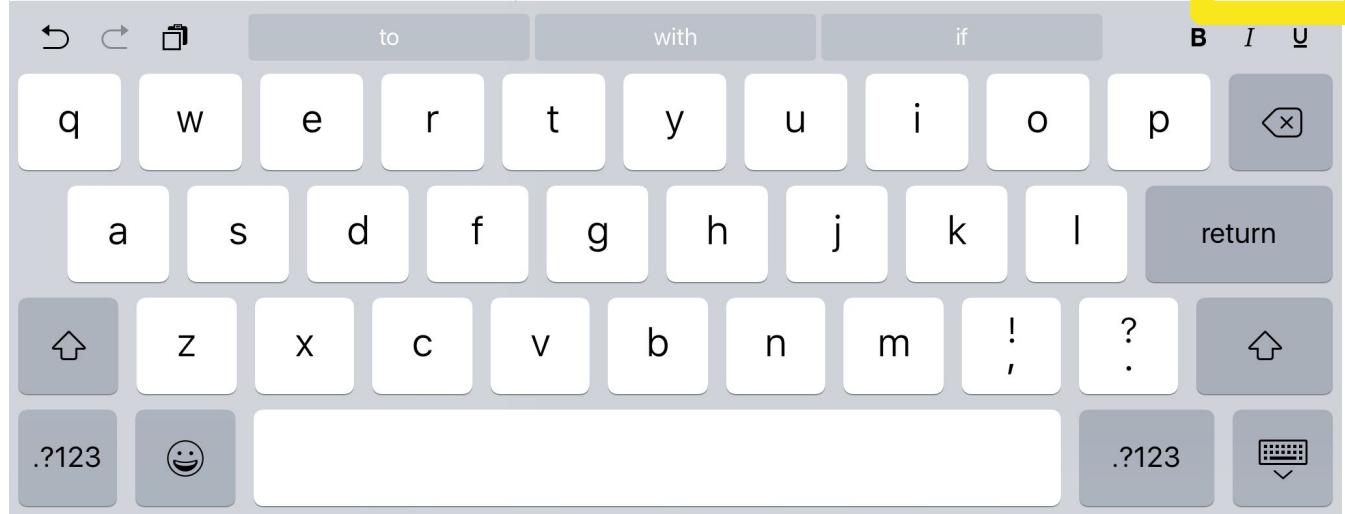 to with if B I U
q w e r t y u i o p
a s d f g h j k l return
z x c v b n m ! ?
, .
.?123 .?123